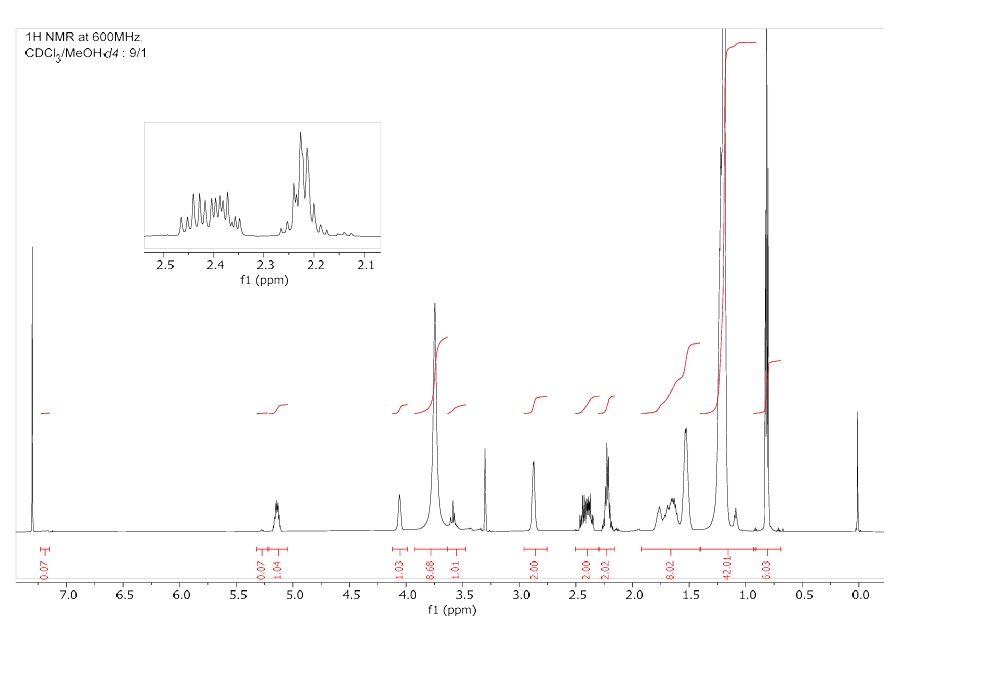 1H NMR at 600MHz,
CDCl3/MeOH-d4 : 9/1
2.5 2.4 2.3 2.2 2.1
f1 (ppm)
0.07 0.07 1.04 1.03 8.68 1.01 2.00 2.00 2.02 8.02 42.01 6.03
7.0 6.5 6.0 5.5 5.0 4.5 4.0 3.5 3.0 2.5 2.0 1.5 1.0 0.5 0.0
f1 (ppm)